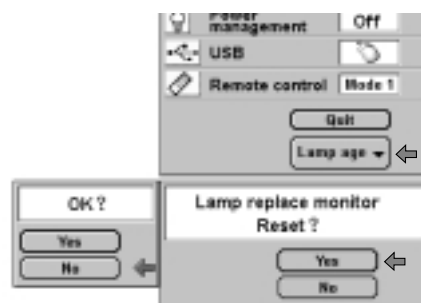 Power
management Off
USB
Remote control Mode 1
Quit
Lamp age
OK ?
Yes
No
Lamp replace monitor
Reset ?
Yes
No